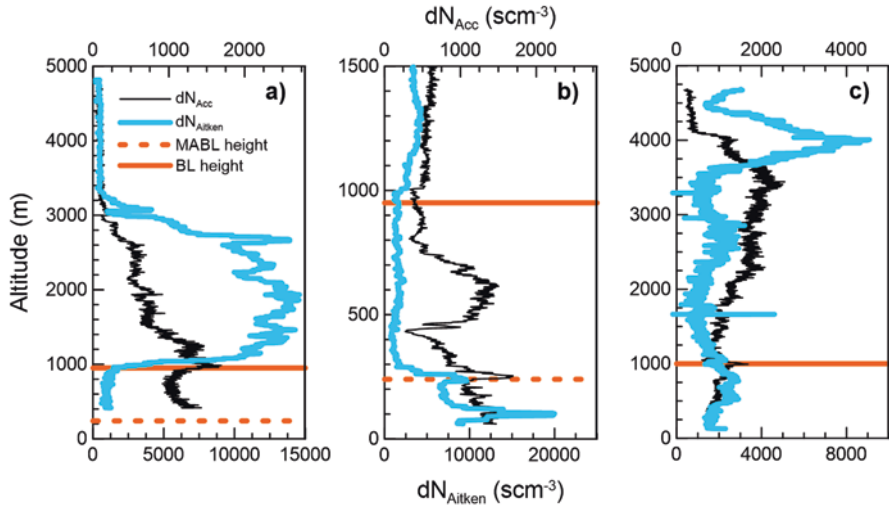 dN_Acc (scm⁻³)
0 1000 2000
0 1000 2000
0 2000 4000
5000
4000
3000
2000
1000
0
Altitude (m)
a)
dN_Acc
dN_Aitken
MABL height
BL height
0 5000 10000 15000
1500
1000
500
0
b)
0 10000 20000
5000
4000
3000
2000
1000
0
c)
0 4000 8000
dN_Aitken (scm⁻³)